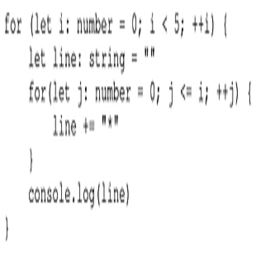 for (let i: number = 0; i < 5; ++i) {
    let line: string = ""
    for(let j: number = 0; j <= i; ++j) {
        line += "*"
    }
    console.log(line)
}